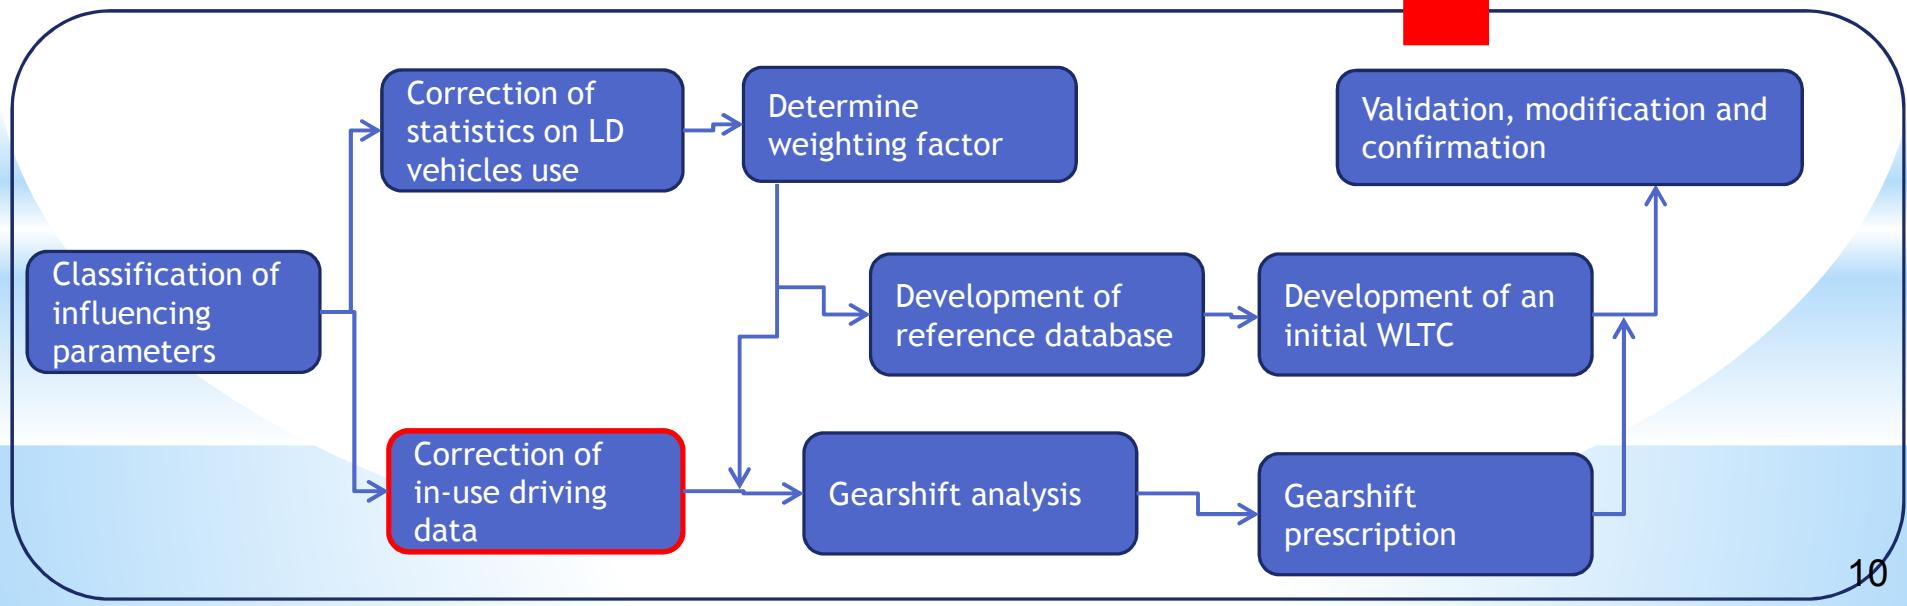 Correction of
statistics on LD
vehicles use
Determine
weighting factor
Validation, modification and
confirmation
Classification of
influencing
parameters
Development of
reference database
Development of an
initial WLTC
Correction of
in-use driving
data
Gearshift analysis
Gearshift
prescription
10